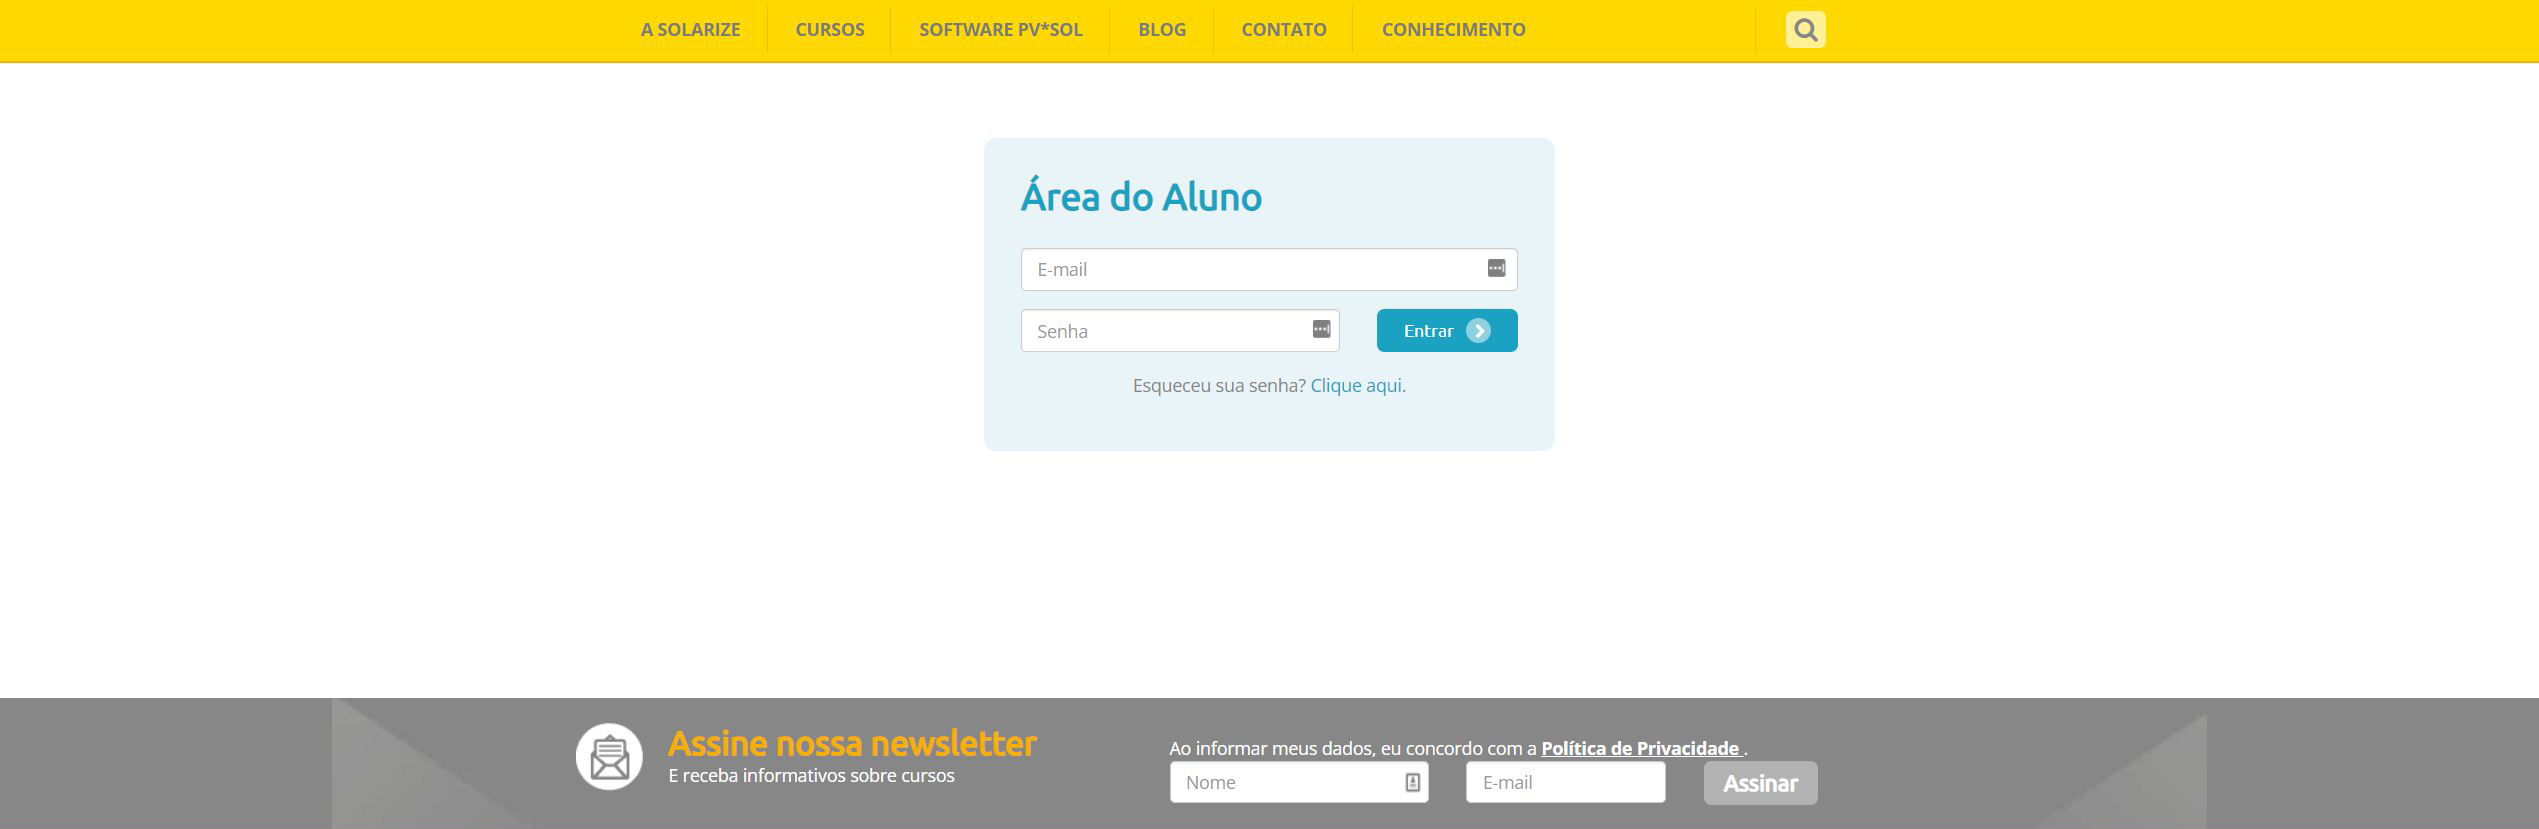 A SOLARIZE
CURSOS
SOFTWARE PV*SOL
BLOG
CONTATO
CONHECIMENTO
Área do Aluno
E-mail
Senha
Entrar
Esqueceu sua senha? Clique aqui.
Assine nossa newsletter
E receba informativos sobre cursos
Ao informar meus dados, eu concordo com a Política de Privacidade .
Nome
E-mail
Assinar